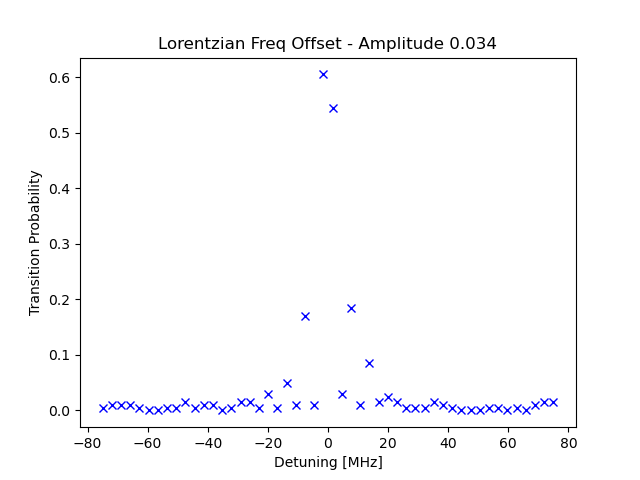 Lorentzian Freq Offset - Amplitude 0.034
Transition Probability
0.6
0.5
0.4
0.3
0.2
0.1
0.0
−80 −60 −40 −20 0 20 40 60 80
Detuning [MHz]